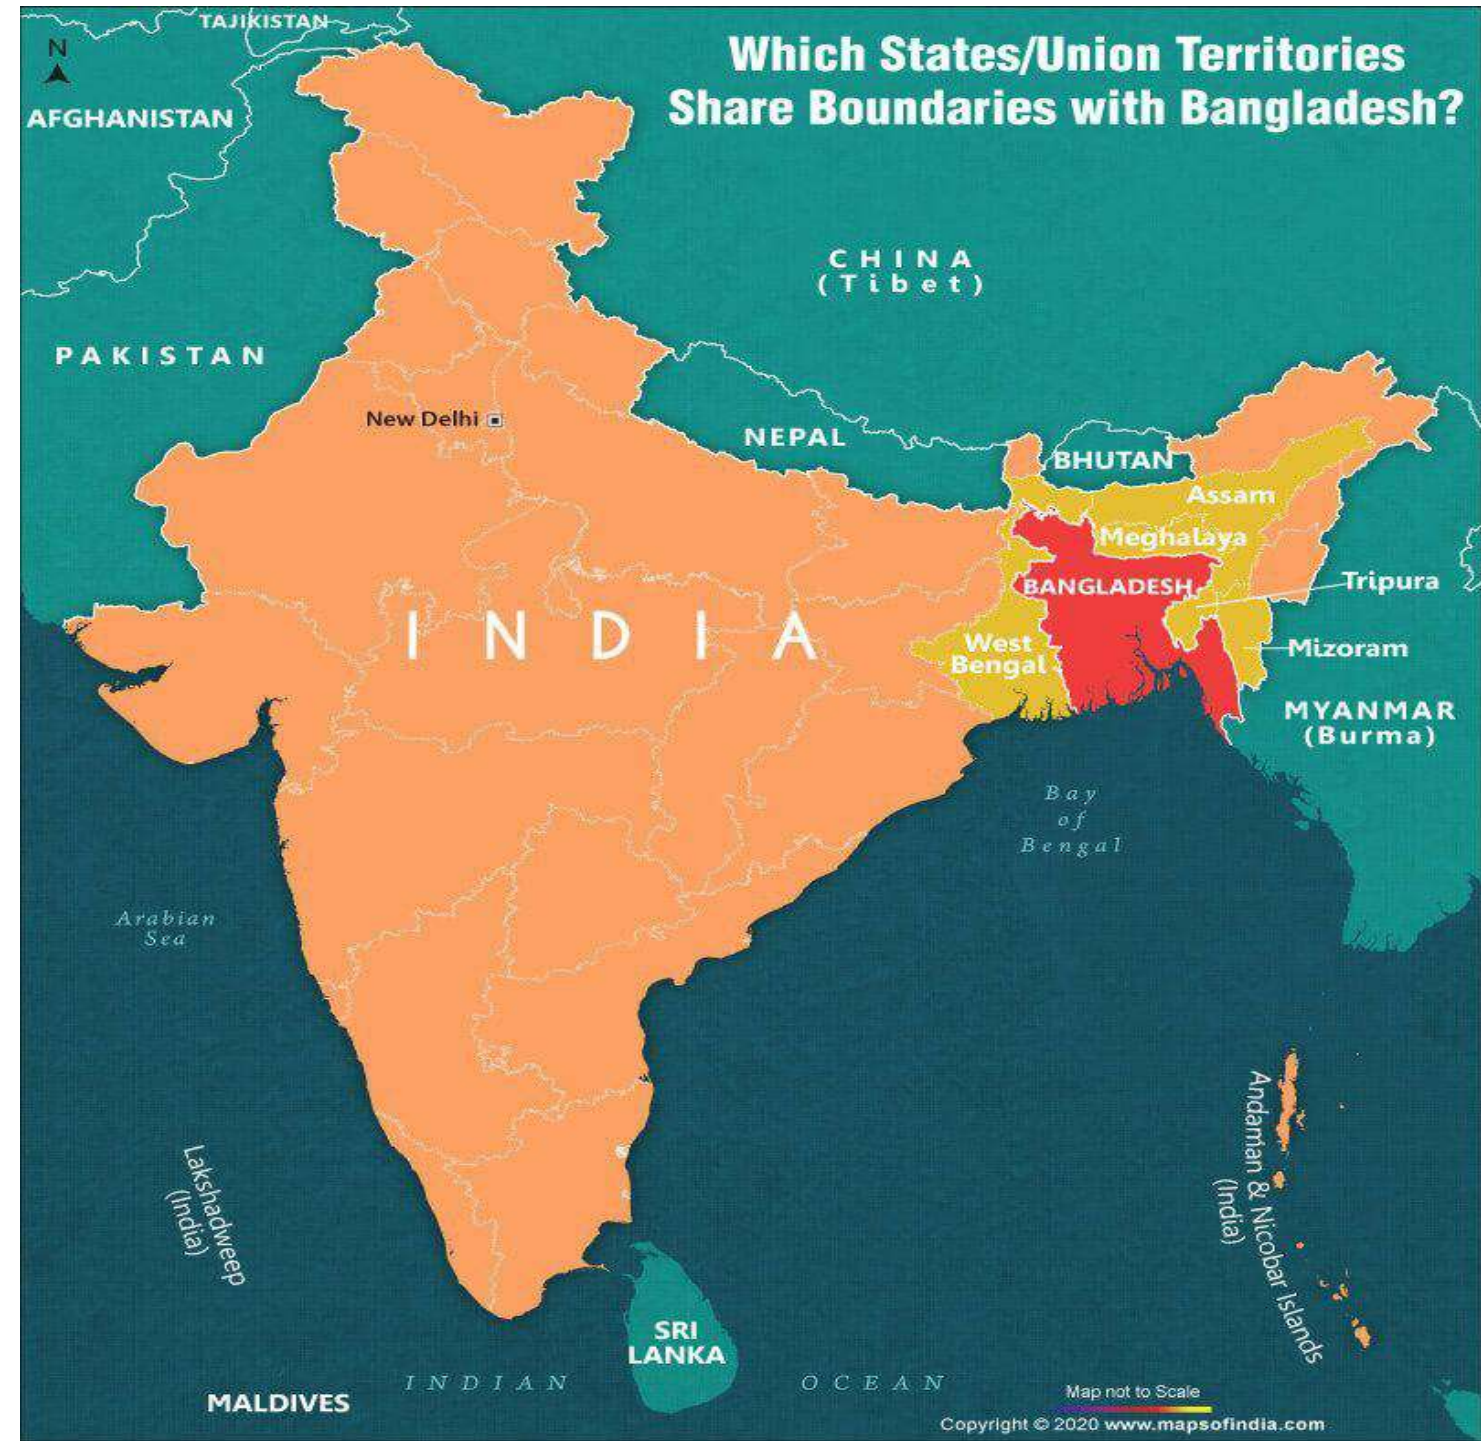 TAJIKISTAN
N
Which States/Union Territories
Share Boundaries with Bangladesh?
AFGHANISTAN
CHINA
(Tibet)
PAKISTAN
New Delhi
NEPAL
BHUTAN
Assam
Meghalaya
BANGLADESH
Tripura
INDIA
West
Bengal
Mizoram
MYANMAR
(Burma)
Bay
of
Bengal
Arabian
Sea
Lakshadweep
(India)
Andaman & Nicobar Islands
(India)
SRI
LANKA
INDIAN OCEAN
MALDIVES
Map not to Scale
Copyright © 2020 www.mapsofindia.com